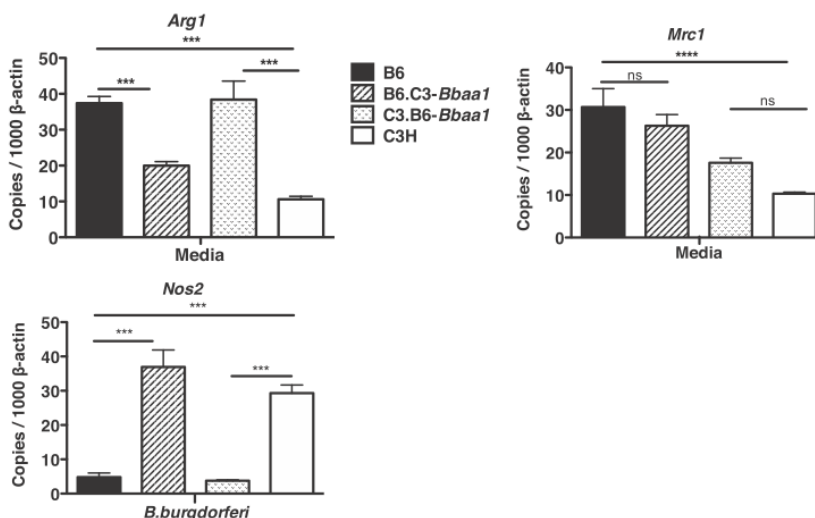 Arg1
***
***
***
Copies / 1000 β-actin
50
40
30
20
10
0
Media
B6
B6.C3-Bbaa1
C3.B6-Bbaa1
C3H
Mrc1
****
ns
ns
Copies / 1000 β-actin
40
30
20
10
0
Media
Nos2
***
***
***
Copies / 1000 β-actin
50
40
30
20
10
0
B.burgdorferi